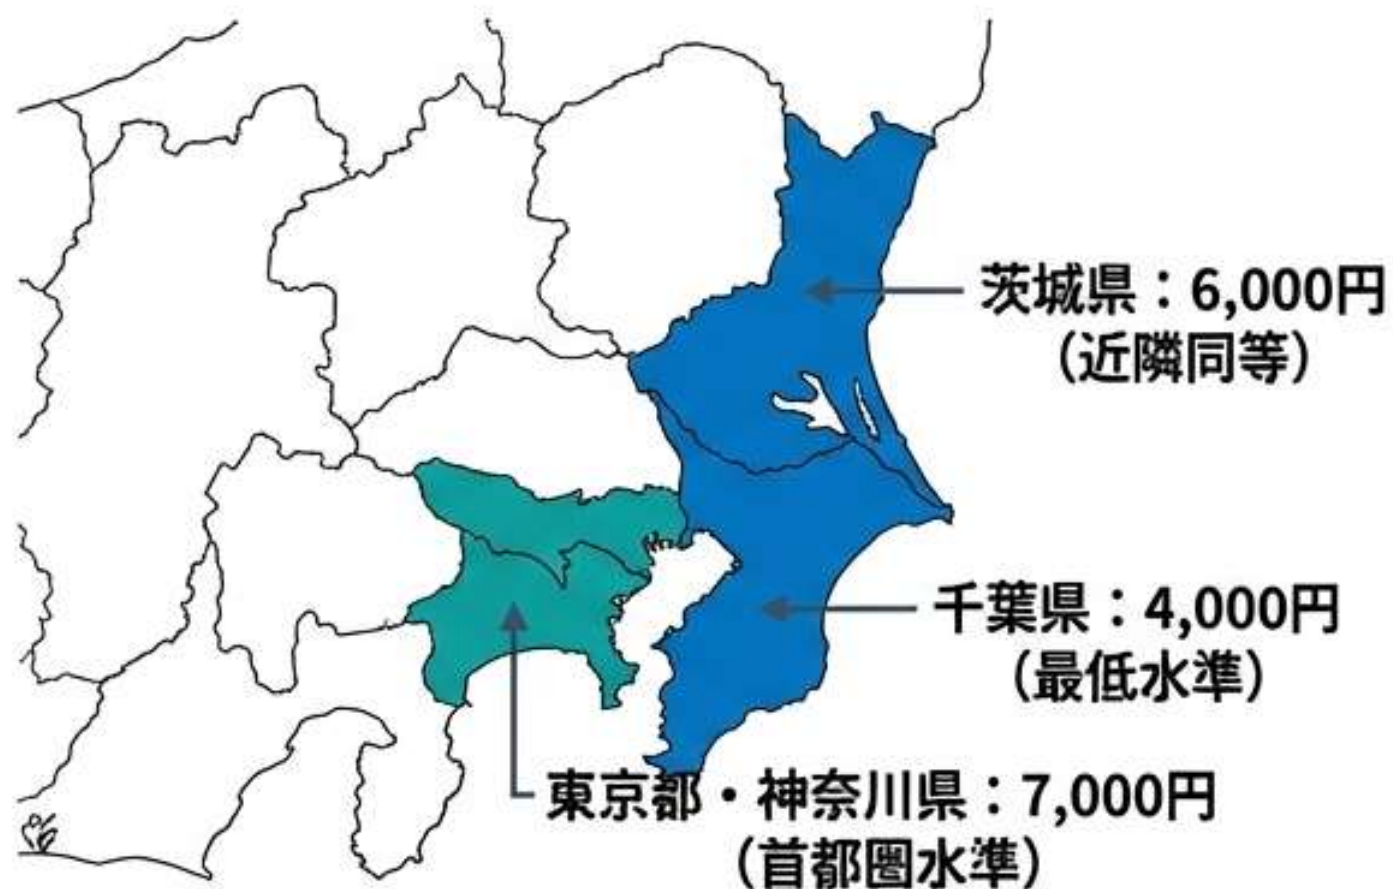 茨城県：6,000円
（近隣同等）
千葉県：4,000円
（最低水準）
東京都・神奈川県：7,000円
（首都圏水準）